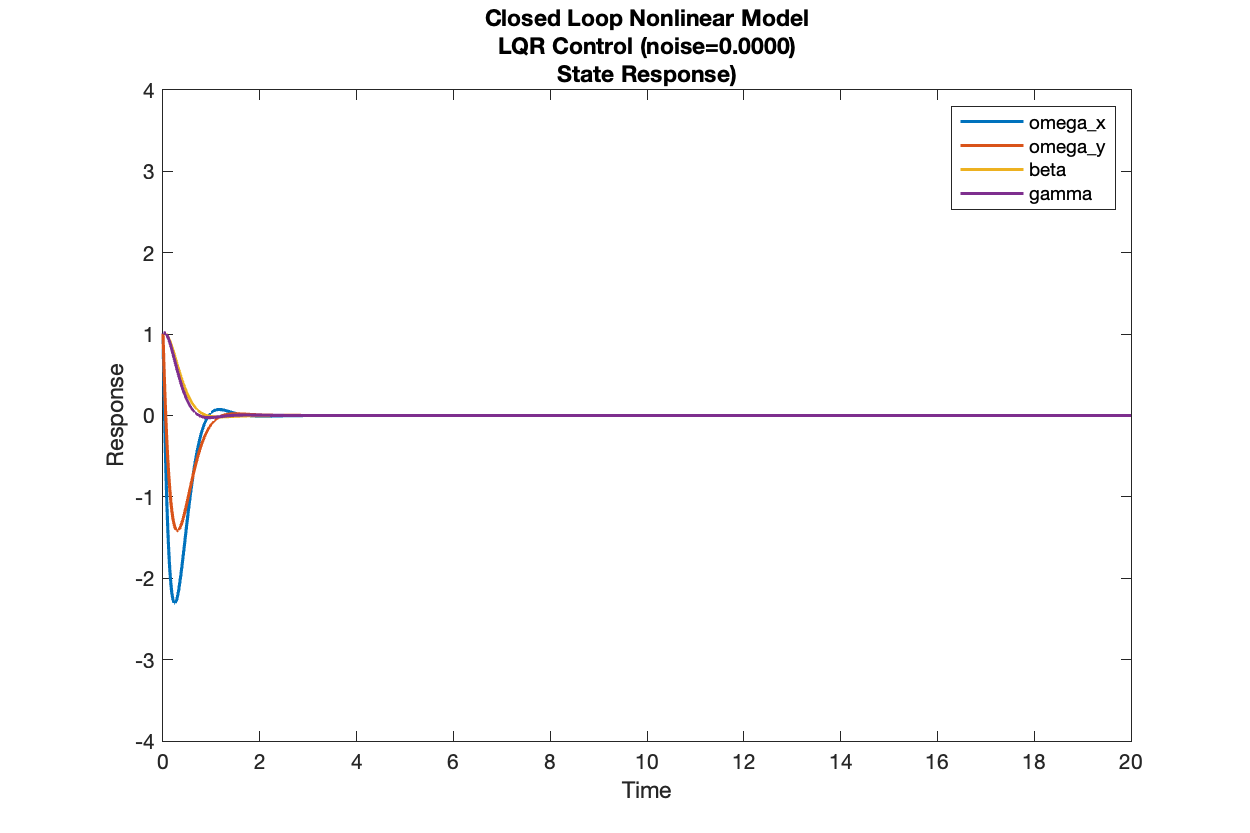 Closed Loop Nonlinear Model
LQR Control (noise=0.0000)
State Response)
4
3
2
1
0
-1
-2
-3
-4
Response
omega_x
omega_y
beta
gamma
0 2 4 6 8 10 12 14 16 18 20
Time